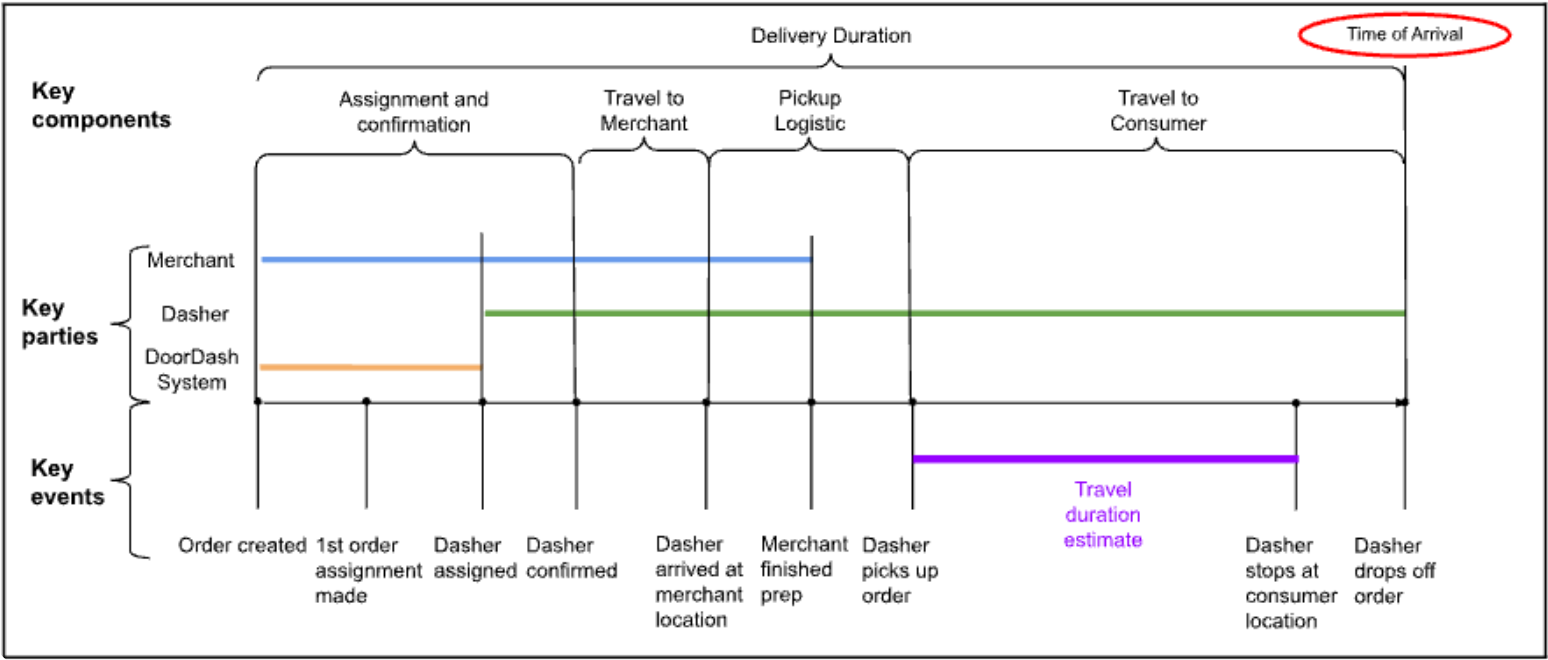 Delivery Duration
Time of Arrival
Key
components
Assignment and
confirmation
Travel to
Merchant
Pickup
Logistic
Travel to
Consumer
Key
parties
Merchant
Dasher
DoorDash
System
Key
events
Travel
duration
estimate
Order created
1st order
assignment
made
Dasher
assigned
Dasher
confirmed
Dasher
arrived at
merchant
location
Merchant
finished
prep
Dasher
picks up
order
Dasher
stops at
consumer
location
Dasher
drops off
order